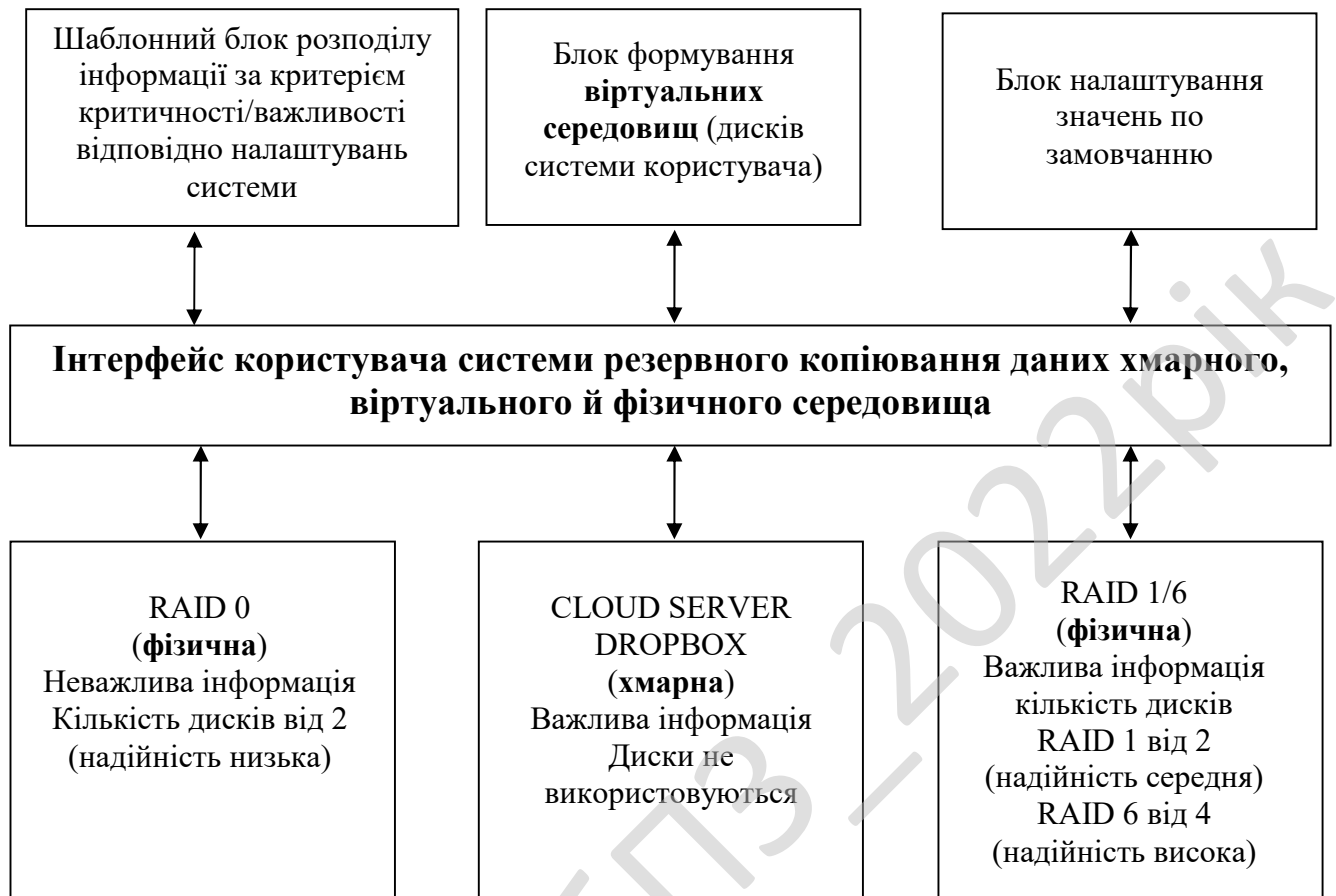 Шаблонний блок розподілу
інформації за критерієм
критичності/важливості
відповідно налаштувань
системи
Блок формування
віртуальних
середовищ (дисків
системи користувача)
Блок налаштування
значень по
замовчанню
Інтерфейс користувача системи резервного копіювання даних хмарного,
віртуального й фізичного середовища
RAID 0
(фізична)
Неважлива інформація
Кількість дисків від 2
(надійність низька)
CLOUD SERVER
DROPBOX
(хмарна)
Важлива інформація
Диски не
використовуються
RAID 1/6
(фізична)
Важлива інформація
кількість дисків
RAID 1 від 2
(надійність середня)
RAID 6 від 4
(надійність висока)
ПЗ_2022рік